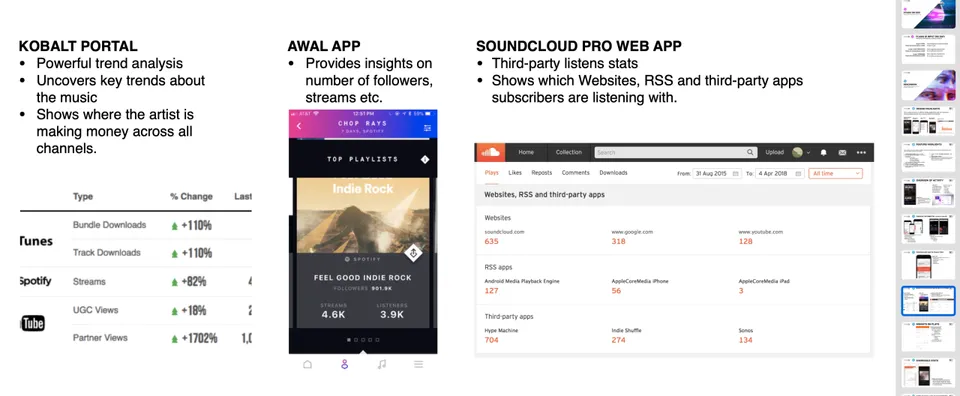 KOBALT PORTAL
• Powerful trend analysis
• Uncovers key trends about
the music
• Shows where the artist is
making money across all
channels.
Type % Change Last
Tunes
Bundle Downloads +110%
Track Downloads +110%
Spotify
Streams +82% 4
Tube
UGC Views +18% 2
Partner Views +1702% 1,0
AWAL APP
• Provides insights on
number of followers,
streams etc.
AT&T 12:51 PM 58%
CHOP RAYS
7 DAYS, SPOTIFY
TOP PLAYLISTS
Indie Rock
SPOTIFY
FEEL GOOD INDIE ROCK
FOLLOWERS 901.9K
STREAMS LISTENERS
4.6K 3.9K
SOUNDCLOUD PRO WEB APP
• Third-party listens stats
• Shows which Websites, RSS and third-party apps
subscribers are listening with.
Home Collection Search Upload
Plays Likes Reposts Comments Downloads From: 31 Aug 2015 To: 4 Apr 2018 All time
Websites, RSS and third-party apps
Websites
soundcloud.com www.google.com www.youtube.com
635 318 128
RSS apps
Android Media Playback Engine AppleCoreMedia iPhone AppleCoreMedia iPad
127 56 3
Third-party apps
Hype Machine Indie Shuffle Sonos
704 274 134